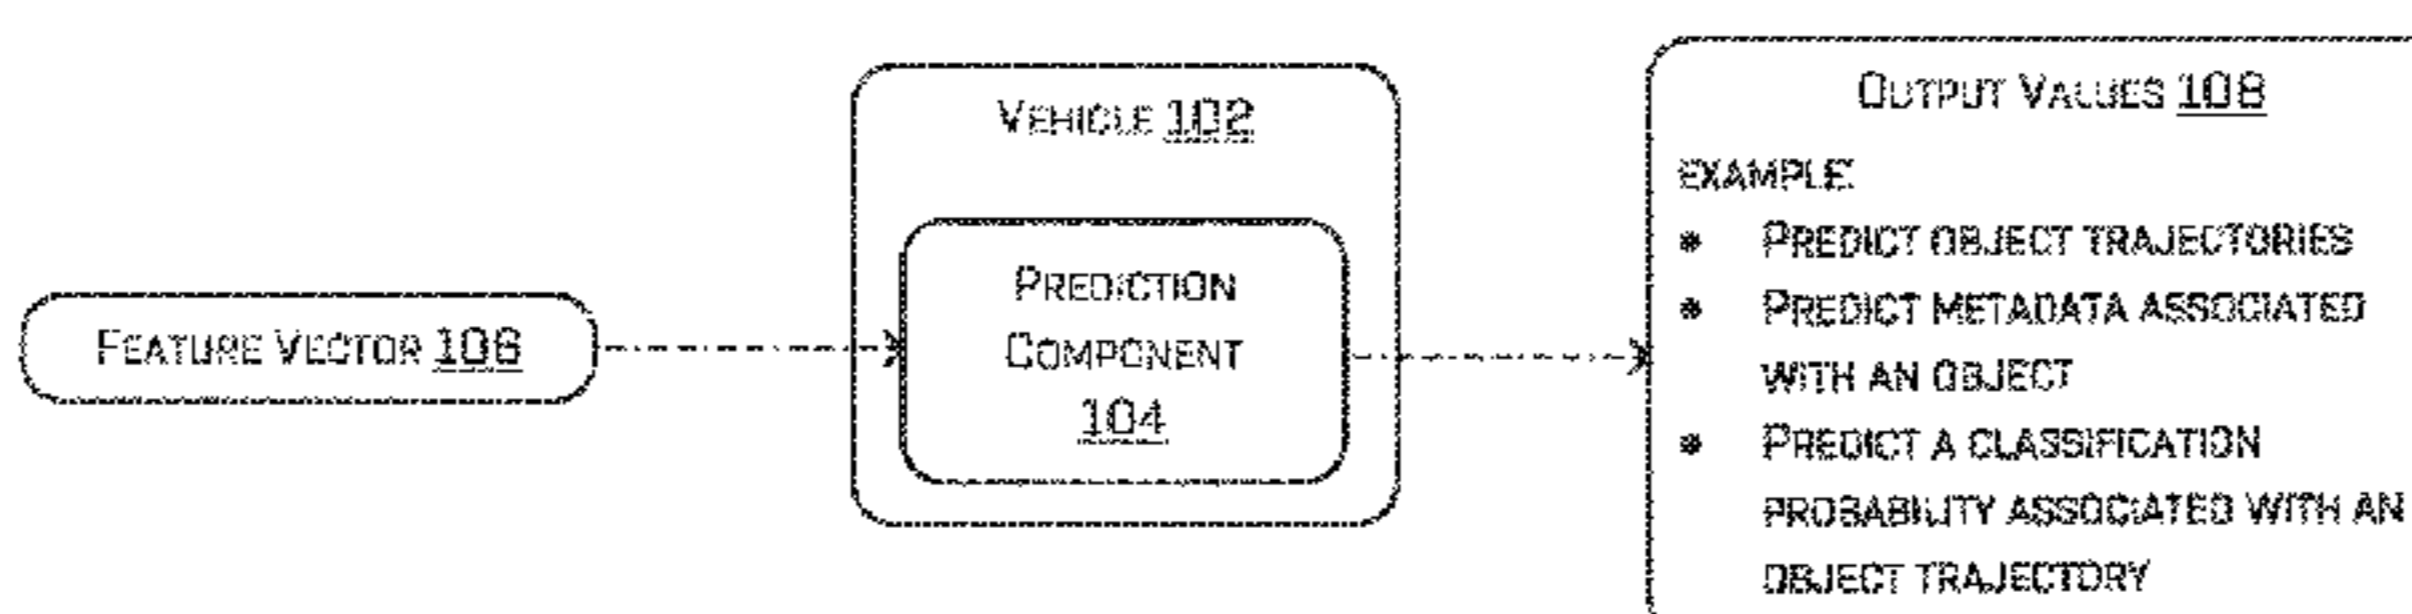 FEATURE VECTOR 106
VEHICLE 102
PREDICTION
COMPONENT
104
OUTPUT VALUES 108
EXAMPLE:
* PREDICT OBJECT TRAJECTORIES
* PREDICT METADATA ASSOCIATED
WITH AN OBJECT
* PREDICT A CLASSIFICATION
PROBABILITY ASSOCIATED WITH AN
OBJECT TRAJECTORY